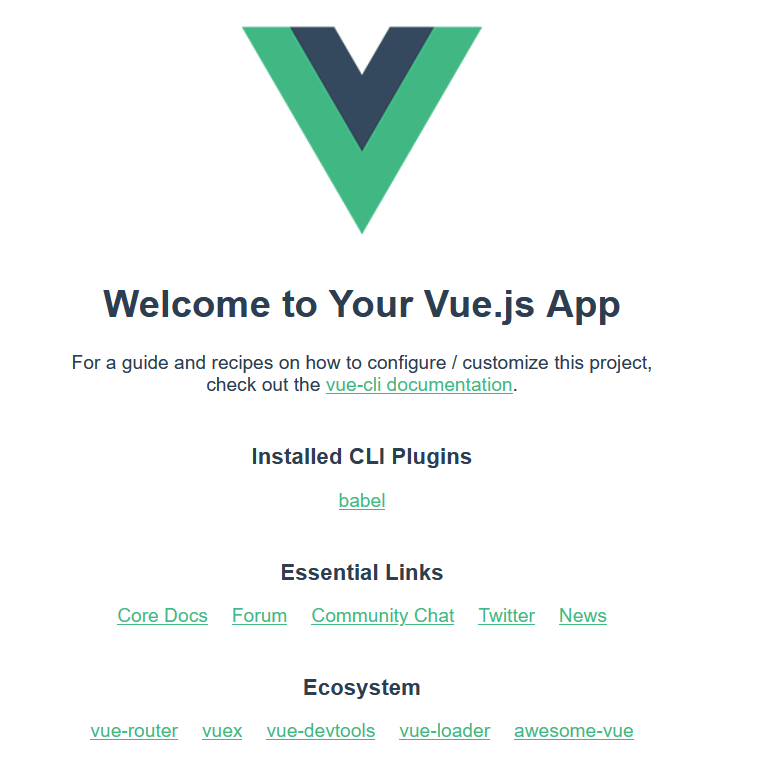 Welcome to Your Vue.js App
For a guide and recipes on how to configure / customize this project,
check out the vue-cli documentation.
Installed CLI Plugins
babel
Essential Links
Core Docs Forum Community Chat Twitter News
Ecosystem
vue-router vuex vue-devtools vue-loader awesome-vue